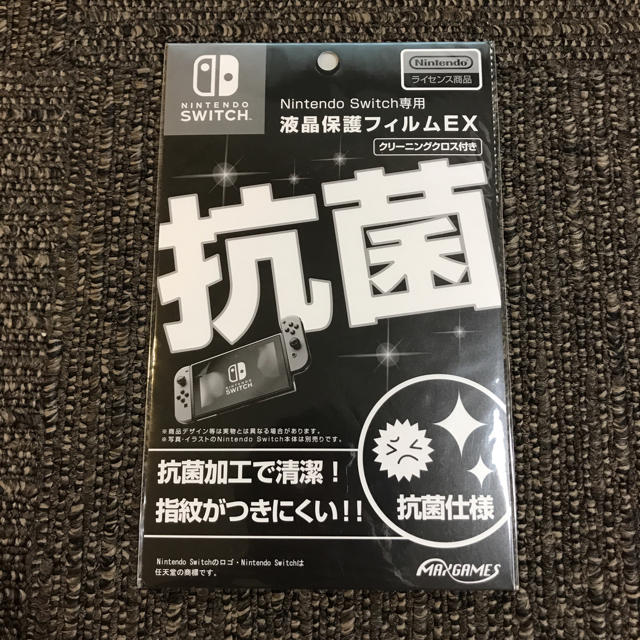 NINTENDO
SWITCH™
Nintendo
ライセンス商品
Nintendo Switch専用
液晶保護フィルムEX
クリーニングクロス付き
抗菌
NINTENDO
SWITCH
※商品デザイン等は実物とは異なる場合があります。
※写真・イラストのNintendo Switch本体は別売りです。
抗菌加工で清潔！
指紋がつきにくい！！
抗菌仕様
Nintendo Switchのロゴ・Nintendo Switchは
任天堂の商標です。
MAXGAMES